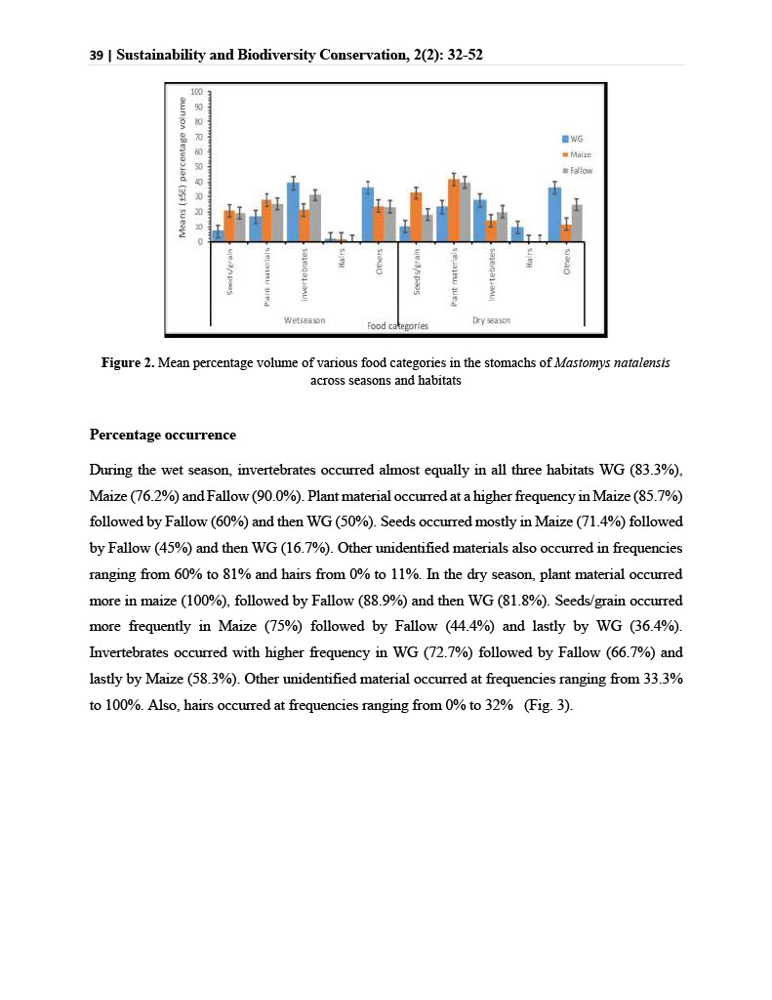 39 | Sustainability and Biodiversity Conservation, 2(2): 32-52
Means (±SE) percentage volume
100
90
80
70
60
50
40
30
20
10
0
WG
Maize
Fallow
Seeds/grain
Plant materials
Invertebrates
Hairs
Others
Seeds/grain
Plant materials
Invertebrates
Hairs
Others
Wet season
Dry season
Food categories
Figure 2. Mean percentage volume of various food categories in the stomachs of Mastomys natalensis
across seasons and habitats
Percentage occurrence
During the wet season, invertebrates occurred almost equally in all three habitats WG (83.3%),
Maize (76.2%) and Fallow (90.0%). Plant material occurred at a higher frequency in Maize (85.7%)
followed by Fallow (60%) and then WG (50%). Seeds occurred mostly in Maize (71.4%) followed
by Fallow (45%) and then WG (16.7%). Other unidentified materials also occurred in frequencies
ranging from 60% to 81% and hairs from 0% to 11%. In the dry season, plant material occurred
more in maize (100%), followed by Fallow (88.9%) and then WG (81.8%). Seeds/grain occurred
more frequently in Maize (75%) followed by Fallow (44.4%) and lastly by WG (36.4%).
Invertebrates occurred with higher frequency in WG (72.7%) followed by Fallow (66.7%) and
lastly by Maize (58.3%). Other unidentified material occurred at frequencies ranging from 33.3%
to 100%. Also, hairs occurred at frequencies ranging from 0% to 32% (Fig. 3).